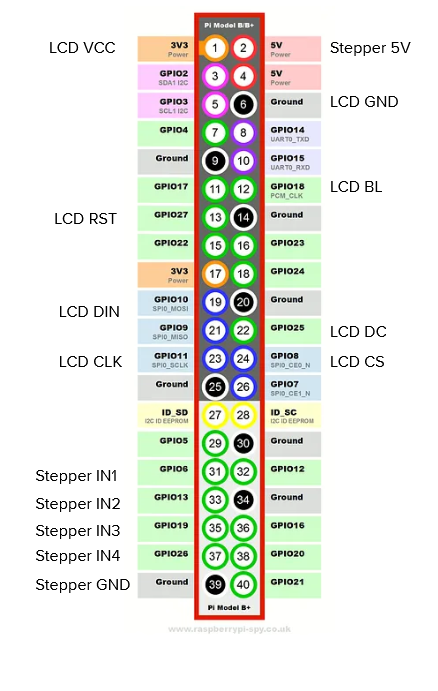 Pi Model B/B+
LCD VCC 3V3 Power 1 2 5V Power Stepper 5V
GPIO2 SDA1 I2C 3 4 5V Power
GPIO3 SCL1 I2C 5 6 Ground LCD GND
GPIO4 7 8 GPIO14 UART0_TXD
Ground 9 10 GPIO15 UART0_RXD
GPIO17 11 12 GPIO18 PCM_CLK LCD BL
LCD RST GPIO27 13 14 Ground
GPIO22 15 16 GPIO23
3V3 Power 17 18 GPIO24
LCD DIN GPIO10 SPI0_MOSI 19 20 Ground
GPIO9 SPI0_MISO 21 22 GPIO25 LCD DC
LCD CLK GPIO11 SPI0_SCLK 23 24 GPIO8 SPI0_CE0_N LCD CS
Ground 25 26 GPIO7 SPI0_CE1_N
ID_SD I2C ID EEPROM 27 28 ID_SC I2C ID EEPROM
GPIO5 29 30 Ground
Stepper IN1 GPIO6 31 32 GPIO12
Stepper IN2 GPIO13 33 34 Ground
Stepper IN3 GPIO19 35 36 GPIO16
Stepper IN4 GPIO26 37 38 GPIO20
Stepper GND Ground 39 40 GPIO21
Pi Model B+
www.raspberrypi-spy.co.uk